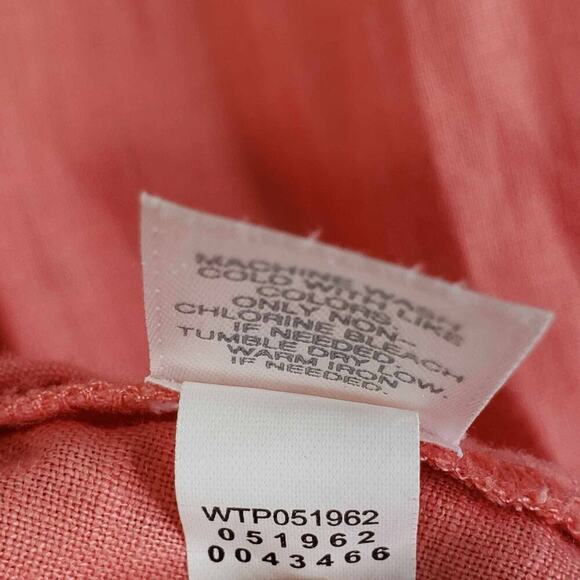 MACHINE WASH
COLD WITH LIKE
COLORS.
ONLY NON-
CHLORINE BLEACH
IF NEEDED.
TUMBLE DRY LOW.
WARM IRON
IF NEEDED.
WTP051962
051962
0043466